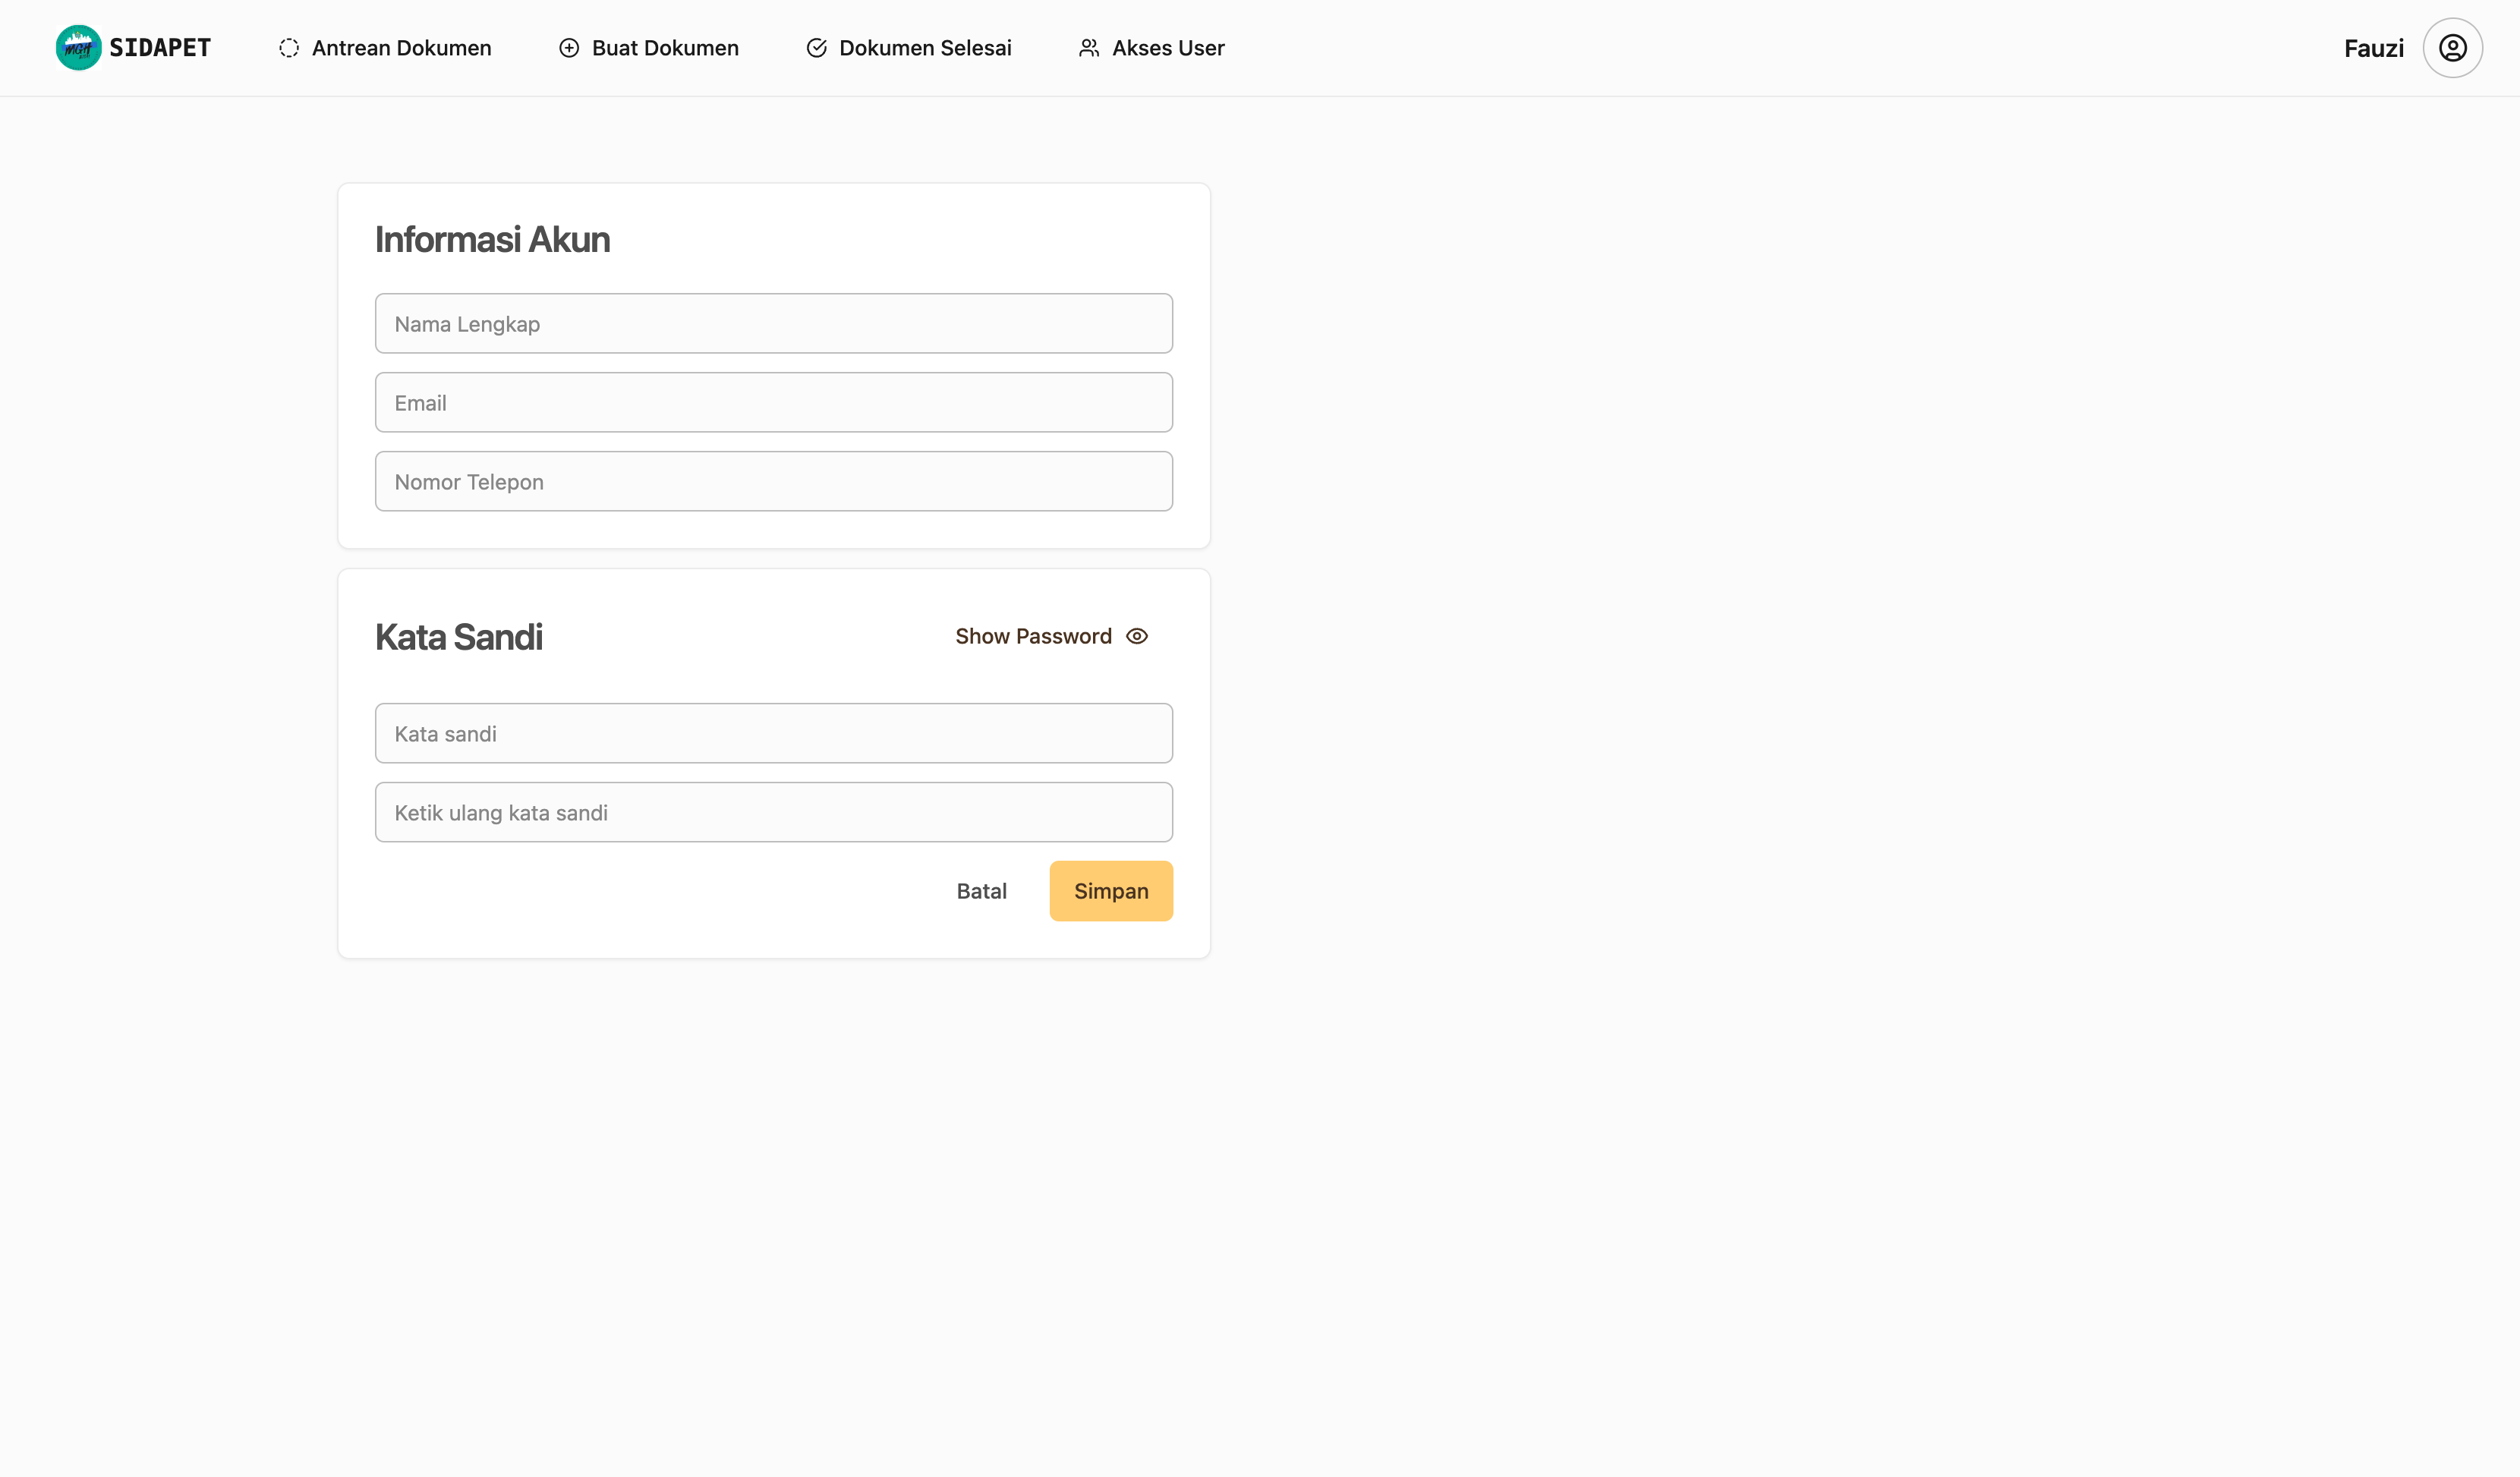 MGH
SIDAPET
Antrean Dokumen
Buat Dokumen
Dokumen Selesai
Akses User
Fauzi
Informasi Akun
Nama Lengkap
Email
Nomor Telepon
Kata Sandi
Show Password
Kata sandi
Ketik ulang kata sandi
Batal
Simpan